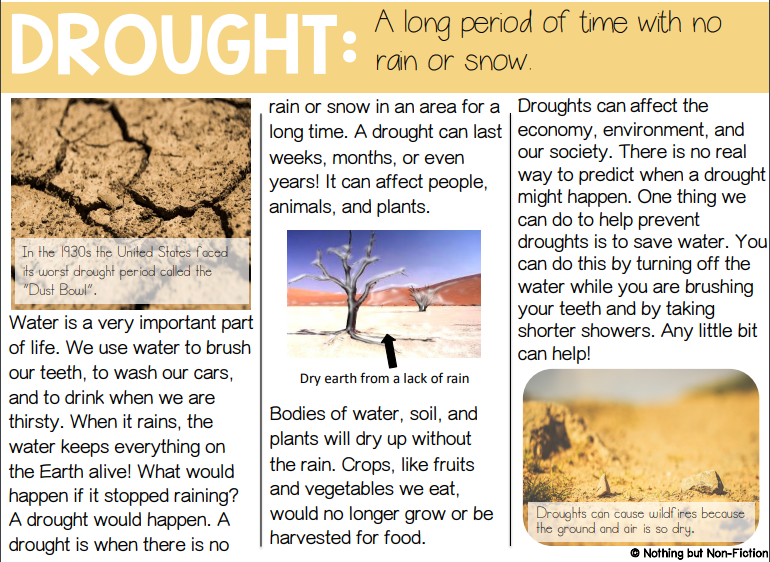 DROUGHT:
A long period of time with no
rain or snow.
In the 1930s the United States faced
its worst drought period called the
"Dust Bowl".
Water is a very important part
of life. We use water to brush
our teeth, to wash our cars,
and to drink when we are
thirsty. When it rains, the
water keeps everything on
the Earth alive! What would
happen if it stopped raining?
A drought would happen. A
drought is when there is no
rain or snow in an area for a
long time. A drought can last
weeks, months, or even
years! It can affect people,
animals, and plants.
Dry earth from a lack of rain
Bodies of water, soil, and
plants will dry up without
the rain. Crops, like fruits
and vegetables we eat,
would no longer grow or be
harvested for food.
Droughts can affect the
economy, environment, and
our society. There is no real
way to predict when a drought
might happen. One thing we
can do to help prevent
droughts is to save water. You
can do this by turning off the
water while you are brushing
your teeth and by taking
shorter showers. Any little bit
can help!
Droughts can cause wildfires because
the ground and air is so dry.
© Nothing but Non-Fiction